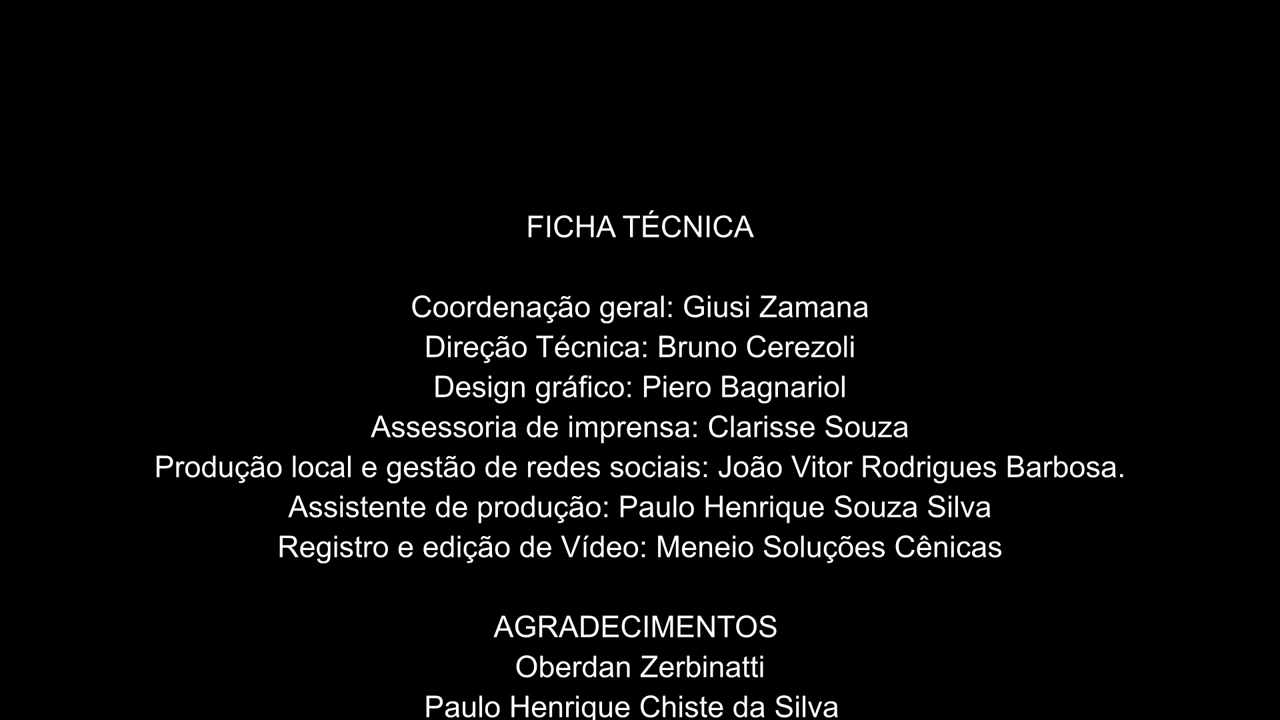 FICHA TÉCNICA
Coordenação geral: Giusi Zamana
Direção Técnica: Bruno Cerezoli
Design gráfico: Piero Bagnariol
Assessoria de imprensa: Clarisse Souza
Produção local e gestão de redes sociais: João Vitor Rodrigues Barbosa.
Assistente de produção: Paulo Henrique Souza Silva
Registro e edição de Vídeo: Meneio Soluções Cênicas
AGRADECIMENTOS
Oberdan Zerbinatti
Paulo Henrique Chiste da Silva